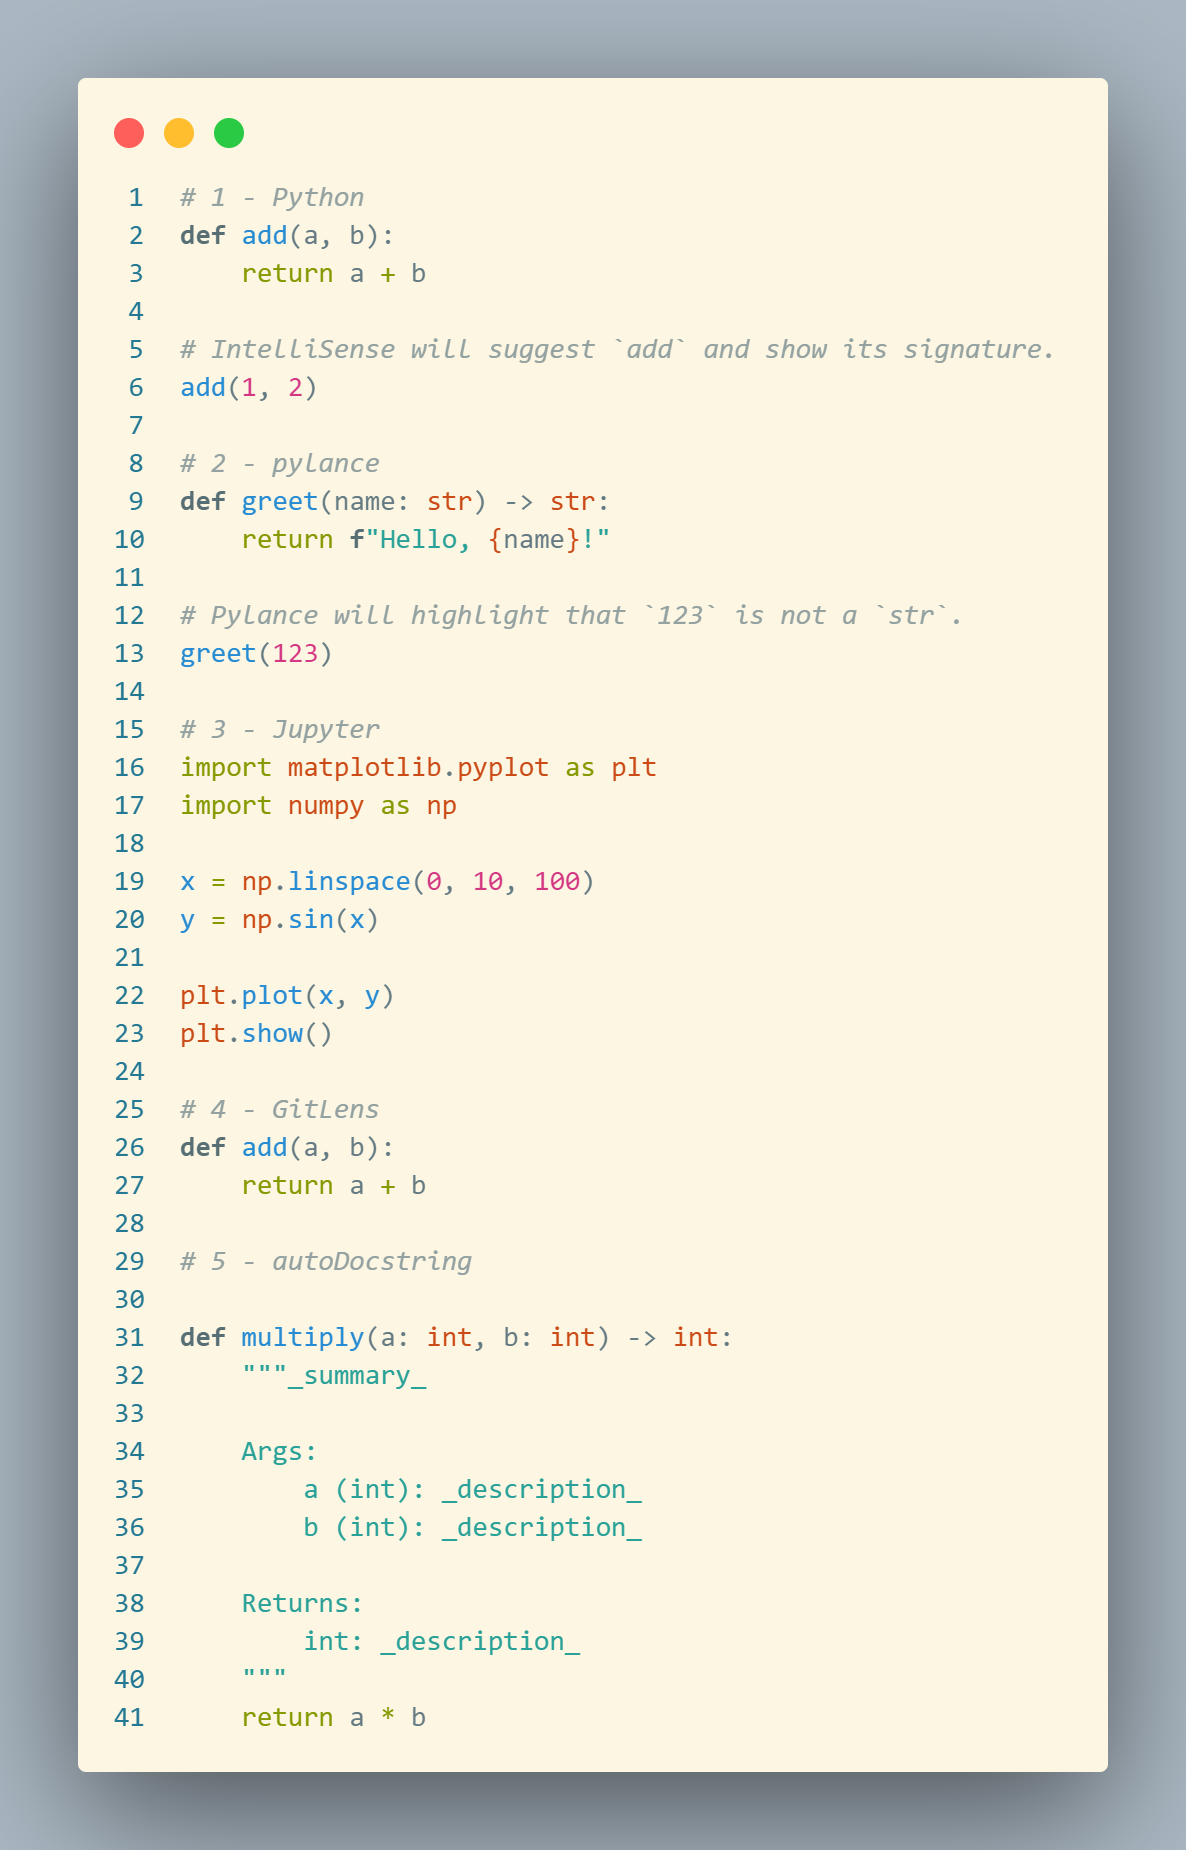 1 # 1 - Python
2 def add(a, b):
3     return a + b
4
5 # IntelliSense will suggest `add` and show its signature.
6 add(1, 2)
7
8 # 2 - pylance
9 def greet(name: str) -> str:
10     return f"Hello, {name}!"
11
12 # Pylance will highlight that `123` is not a `str`.
13 greet(123)
14
15 # 3 - Jupyter
16 import matplotlib.pyplot as plt
17 import numpy as np
18
19 x = np.linspace(0, 10, 100)
20 y = np.sin(x)
21
22 plt.plot(x, y)
23 plt.show()
24
25 # 4 - GitLens
26 def add(a, b):
27     return a + b
28
29 # 5 - autoDocstring
30
31 def multiply(a: int, b: int) -> int:
32     """_summary_
33
34     Args:
35         a (int): _description_
36         b (int): _description_
37
38     Returns:
39         int: _description_
40     """
41     return a * b